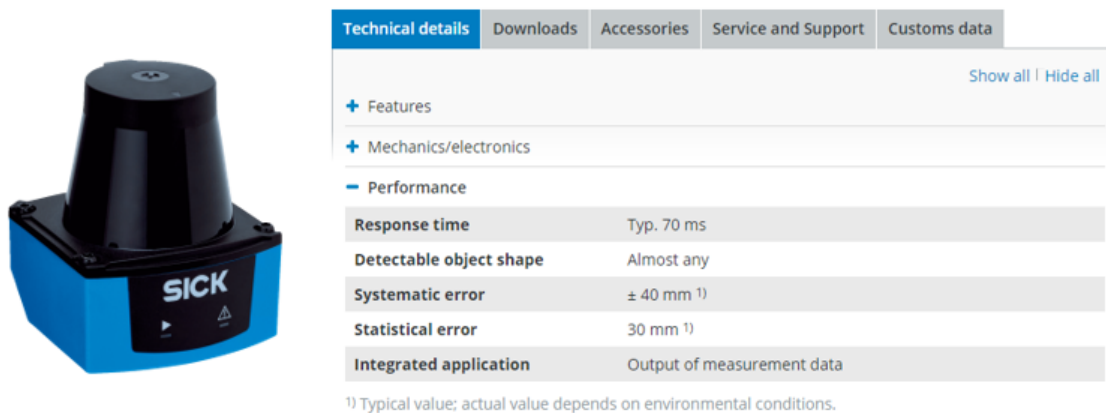 Technical details Downloads Accessories Service and Support Customs data
Show all | Hide all
+ Features
+ Mechanics/electronics
− Performance
Response time Typ. 70 ms
Detectable object shape Almost any
Systematic error ± 40 mm 1)
Statistical error 30 mm 1)
Integrated application Output of measurement data
1) Typical value; actual value depends on environmental conditions.
SICK